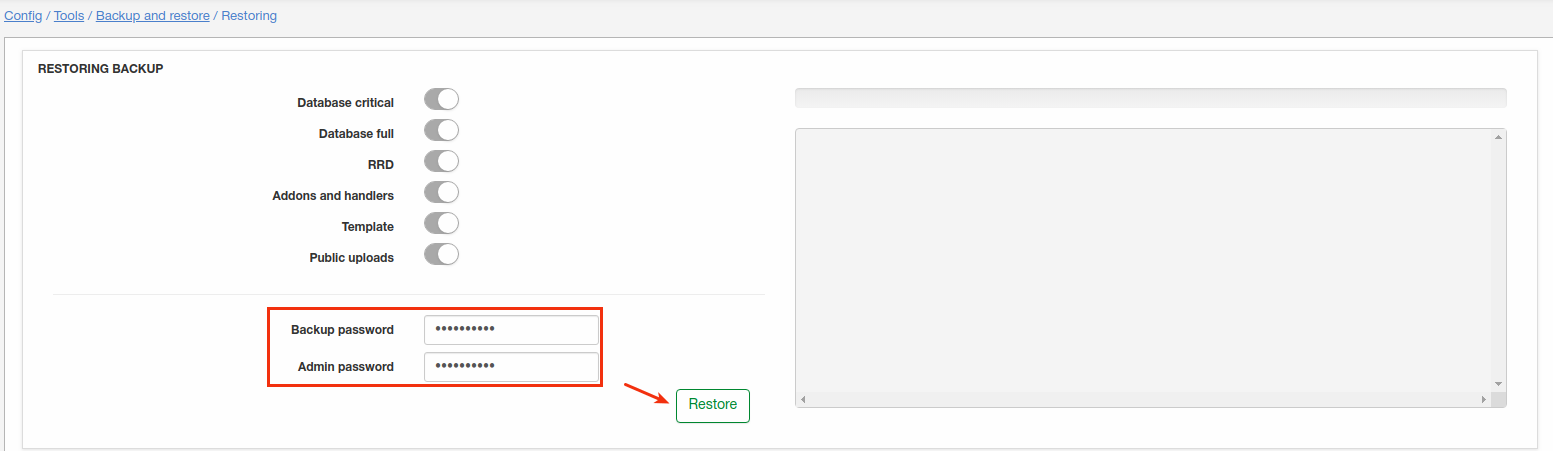 Config / Tools / Backup and restore / Restoring
RESTORING BACKUP
Database critical
Database full
RRD
Addons and handlers
Template
Public uploads
Backup password
••••••••••
Admin password
••••••••••
Restore